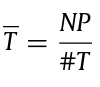 T̅ = NP / #T